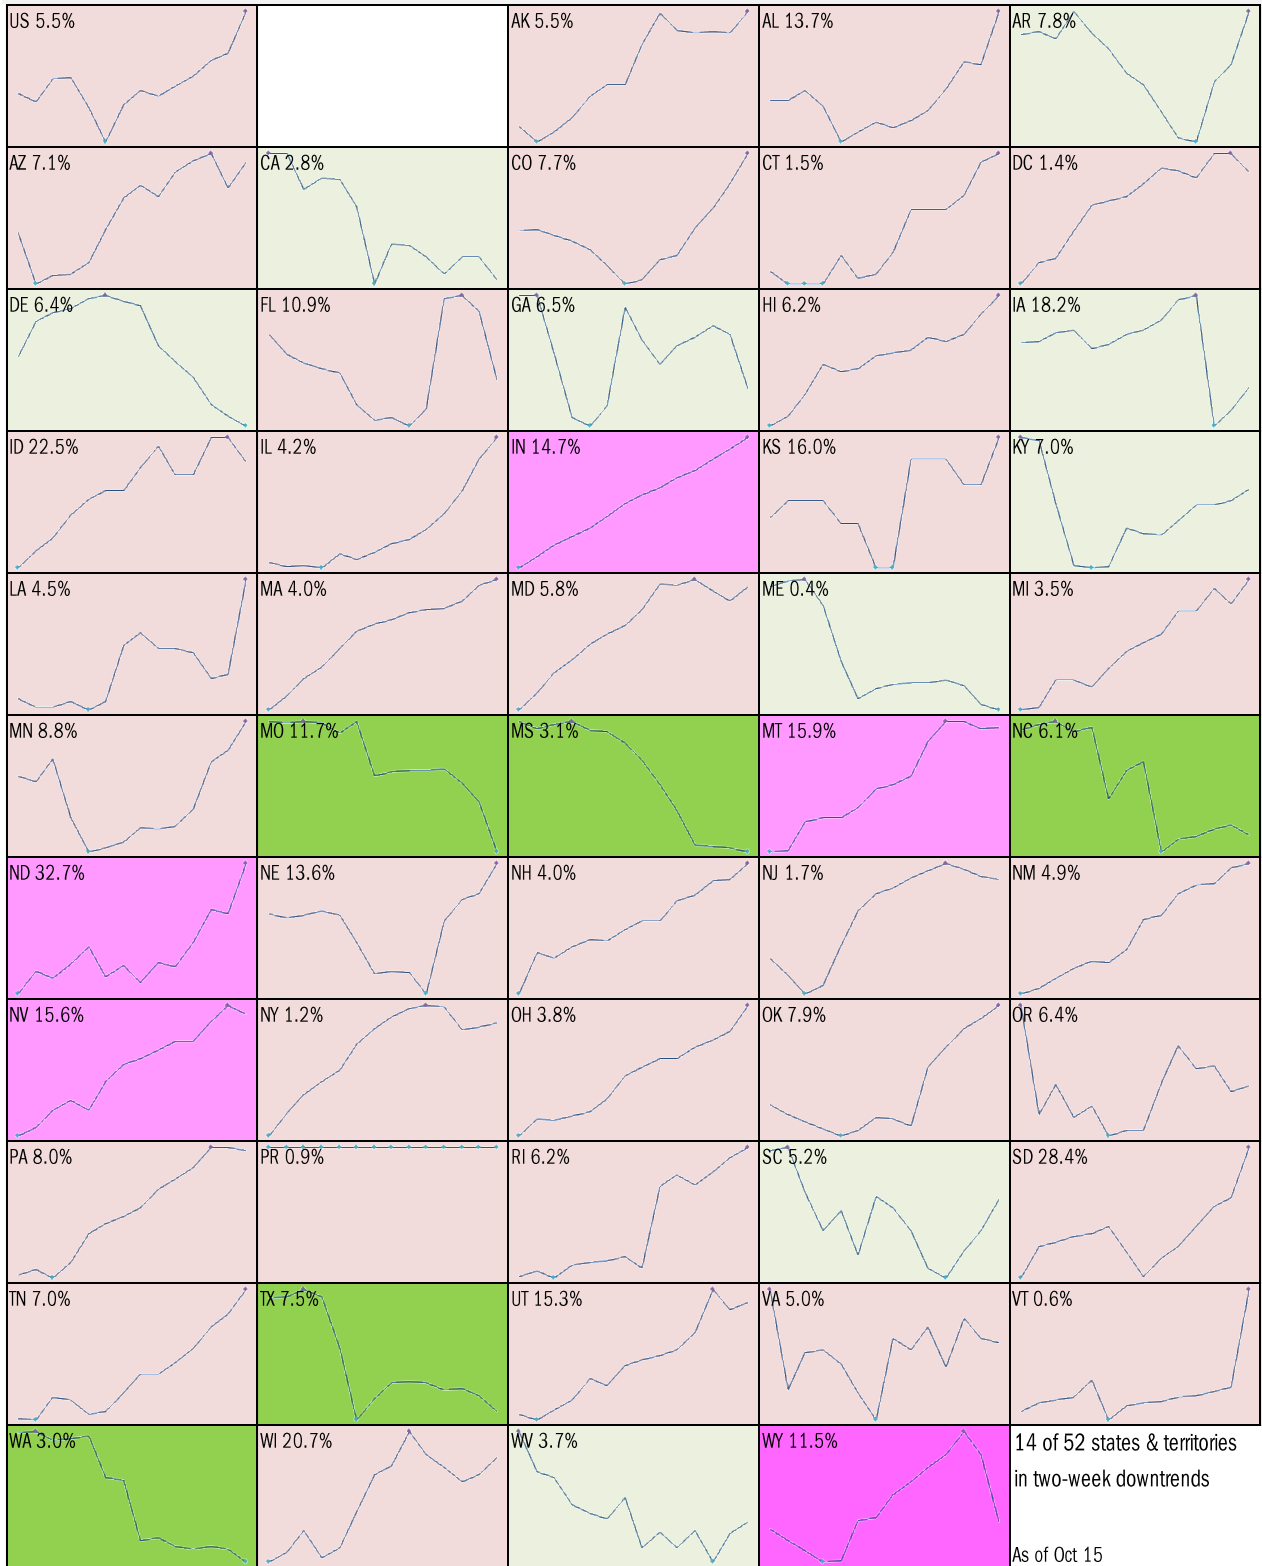 US 5.5%
AK 5.5%
AL 13.7%
AR 7.8%
AZ 7.1%
CA 2.8%
CO 7.7%
CT 1.5%
DC 1.4%
DE 6.4%
FL 10.9%
GA 6.5%
HI 6.2%
IA 18.2%
ID 22.5%
IL 4.2%
IN 14.7%
KS 16.0%
KY 7.0%
LA 4.5%
MA 4.0%
MD 5.8%
ME 0.4%
MI 3.5%
MN 8.8%
MO 11.7%
MS 3.1%
MT 15.9%
NC 6.1%
ND 32.7%
NE 13.6%
NH 4.0%
NJ 1.7%
NM 4.9%
NV 15.6%
NY 1.2%
OH 3.8%
OK 7.9%
OR 6.4%
PA 8.0%
PR 0.9%
RI 6.2%
SC 5.2%
SD 28.4%
TN 7.0%
TX 7.5%
UT 15.3%
VA 5.0%
VT 0.6%
WA 3.0%
WI 20.7%
WV 3.7%
WY 11.5%
14 of 52 states & territories
in two-week downtrends
As of Oct 15